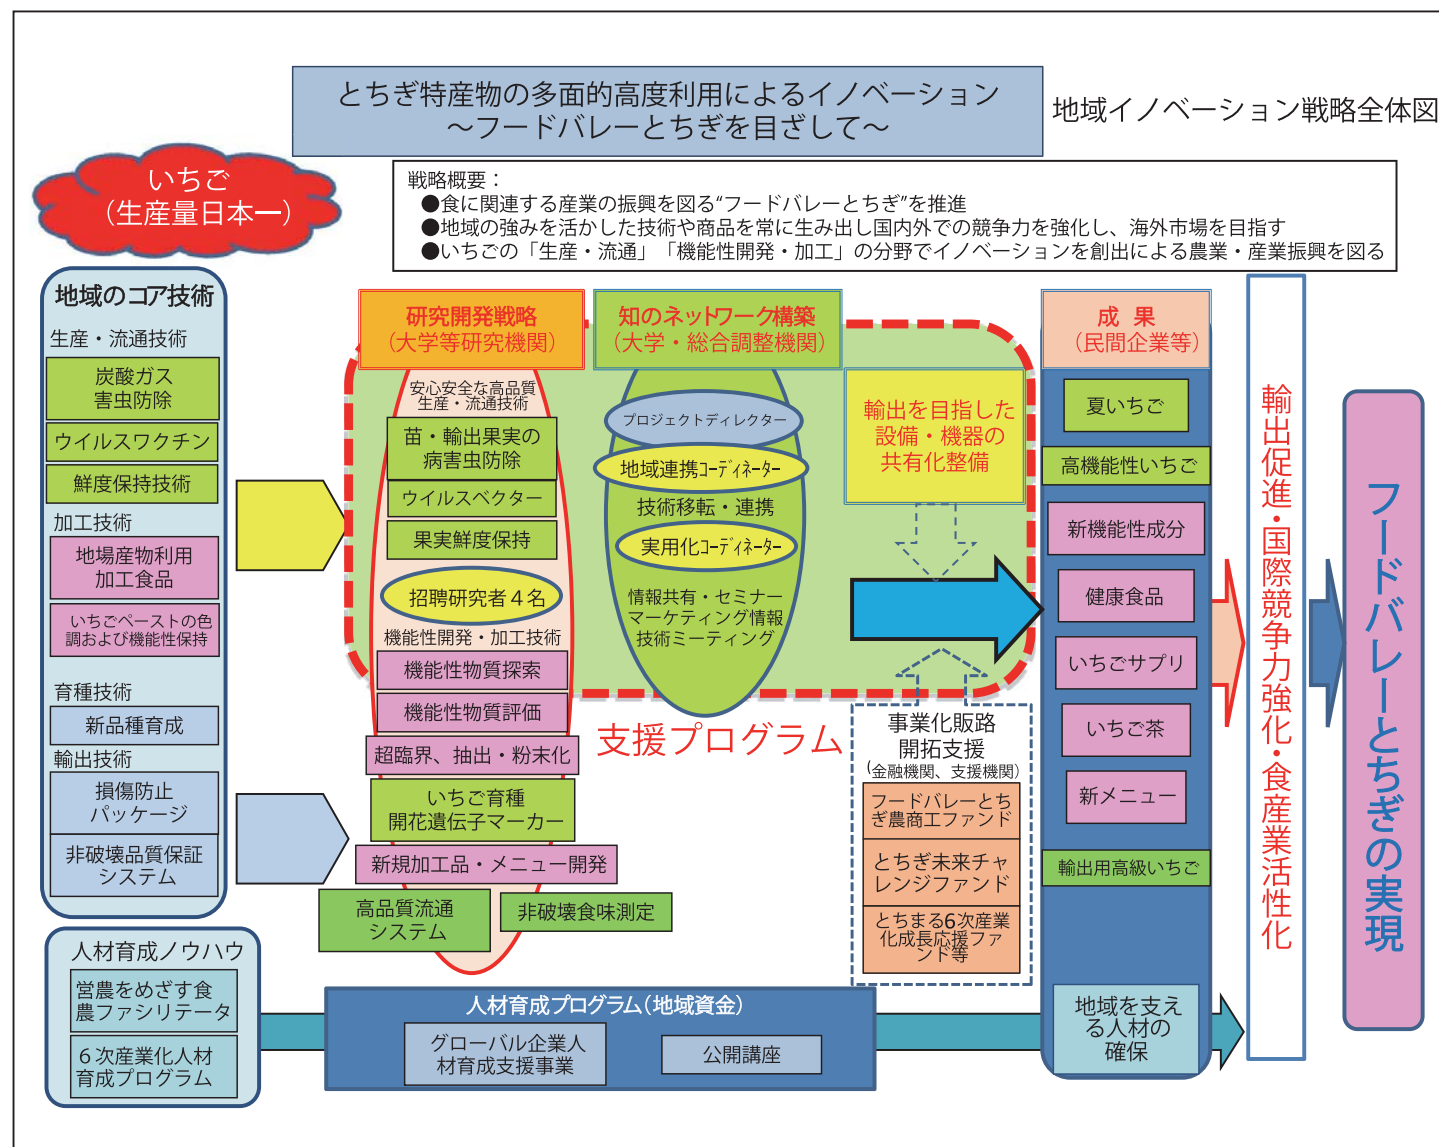 とちぎ特産物の多面的高度利用によるイノベーション
～フードバレーとちぎを目ざして～
地域イノベーション戦略全体図
いちご
（生産量日本一）
戦略概要：
●食に関連する産業の振興を図る“フードバレーとちぎ”を推進
●地域の強みを活かした技術や商品を常に生み出し国内外での競争力を強化し、海外市場を目指す
●いちごの「生産・流通」「機能性開発・加工」の分野でイノベーションを創出による農業・産業振興を図る
地域のコア技術
生産・流通技術
炭酸ガス
害虫防除
ウイルスワクチン
鮮度保持技術
加工技術
地場産物利用
加工食品
いちごペーストの色
調および機能性保持
育種技術
新品種育成
輸出技術
損傷防止
パッケージ
非破壊品質保証
システム
人材育成ノウハウ
営農をめざす食
農ファシリテータ
６次産業化人材
育成プログラム
研究開発戦略
（大学等研究機関）
安心安全な高品質
生産・流通技術
苗・輸出果実の
病害虫防除
ウイルスベクター
果実鮮度保持
招聘研究者４名
機能性開発・加工技術
機能性物質探索
機能性物質評価
超臨界、抽出・粉末化
いちご育種
開花遺伝子マーカー
新規加工品・メニュー開発
高品質流通
システム
非破壊食味測定
知のネットワーク構築
（大学・総合調整機関）
プロジェクトディレクター
地域連携ｺｰﾃﾞｨﾈｰﾀｰ
技術移転・連携
実用化ｺｰﾃﾞｨﾈｰﾀｰ
情報共有・セミナー
マーケティング情報
技術ミーティング
支援プログラム
輸出を目指した
設備・機器の
共有化整備
事業化販路
開拓支援
（金融機関、支援機関）
フードバレーとち
ぎ農商工ファンド
とちぎ未来チャ
レンジファンド
とちまる6次産業
化成長応援ファ
ンド等
人材育成プログラム（地域資金）
グローバル企業人
材育成支援事業
公開講座
成 果
（民間企業等）
夏いちご
高機能性いちご
新機能性成分
健康食品
いちごサプリ
いちご茶
新メニュー
輸出用高級いちご
地域を支え
る人材の
確保
輸出促進・国際競争力強化・食産業活性化
フードバレーとちぎの実現